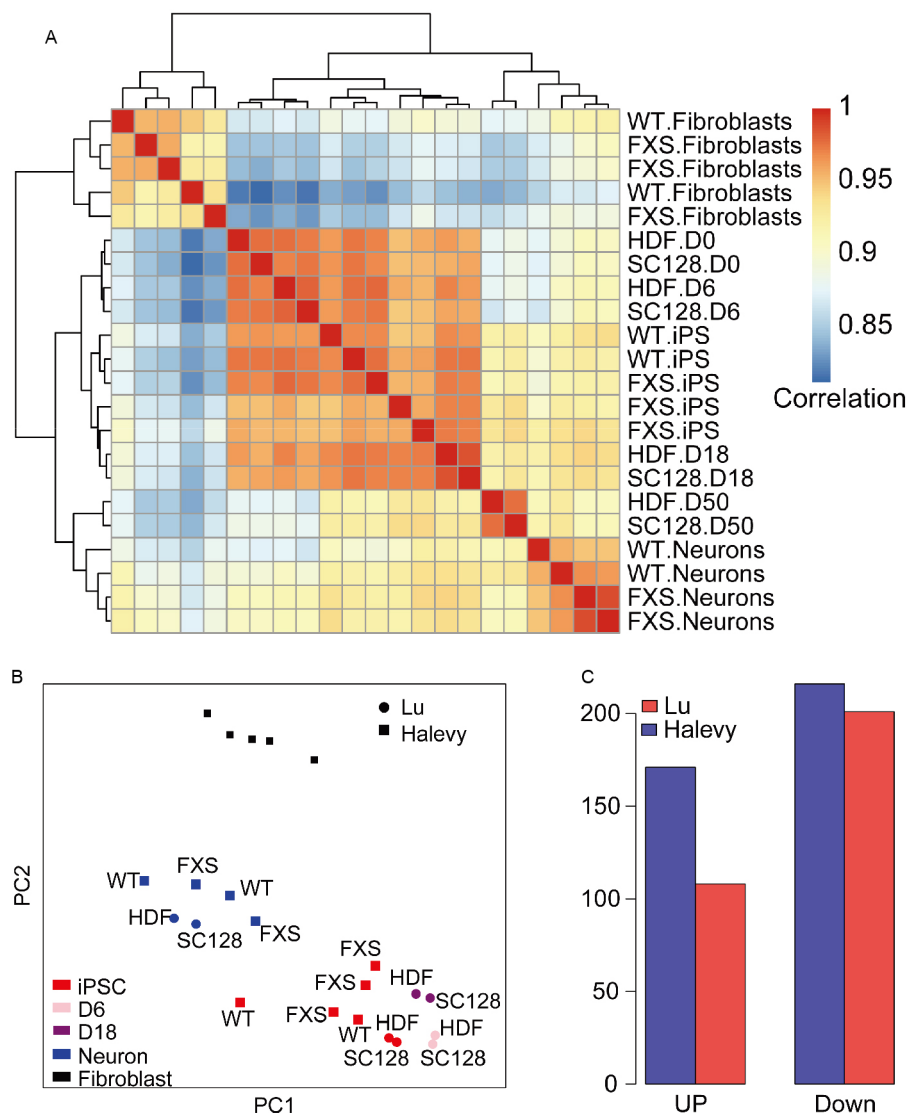 A
WT.Fibroblasts
FXS.Fibroblasts
FXS.Fibroblasts
WT.Fibroblasts
FXS.Fibroblasts
HDF.D0
SC128.D0
HDF.D6
SC128.D6
WT.iPS
WT.iPS
FXS.iPS
FXS.iPS
FXS.iPS
HDF.D18
SC128.D18
HDF.D50
SC128.D50
WT.Neurons
WT.Neurons
FXS.Neurons
FXS.Neurons
1
0.95
0.9
0.85
Correlation
B
Lu
Halevy
PC2
WT
FXS
WT
HDF
SC128
FXS
FXS
FXS
HDF
SC128
WT
FXS
WT
HDF
SC128
HDF
SC128
iPSC
D6
D18
Neuron
Fibroblast
PC1
C
Lu
Halevy
200
150
100
50
0
UP
Down